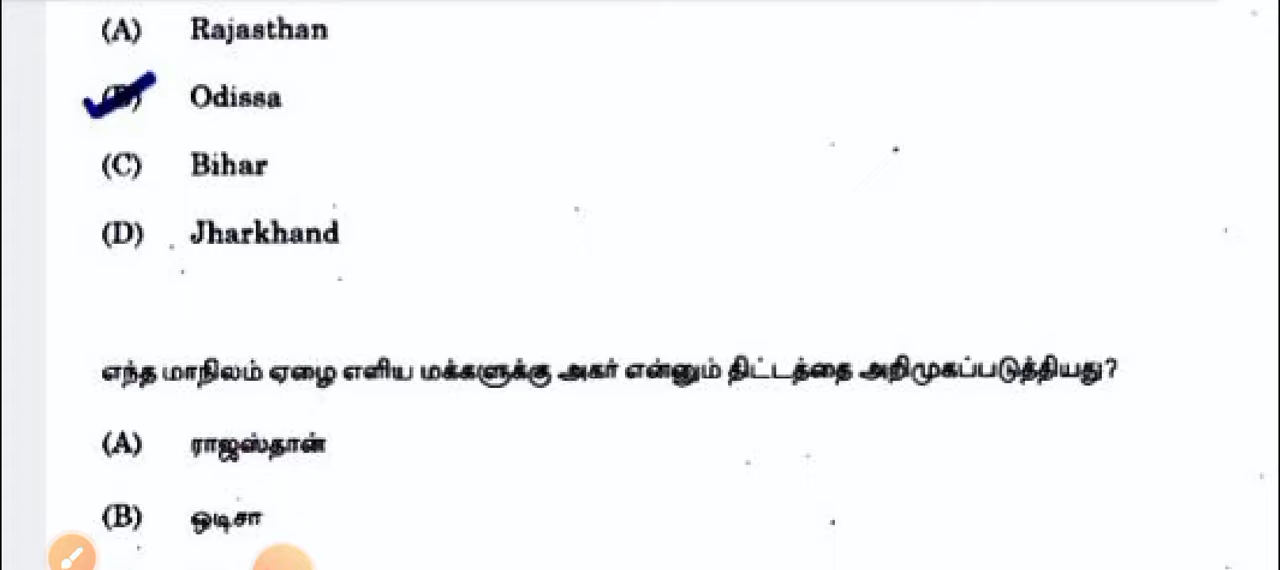 (A) Rajasthan
(B) Odissa
(C) Bihar
(D) Jharkhand
எந்த மாநிலம் ஏழை எளிய மக்களுக்கு அகர் என்னும் திட்டத்தை அறிமுகப்படுத்தியது?
(A) ராஜஸ்தான்
(B) ஒடிசா